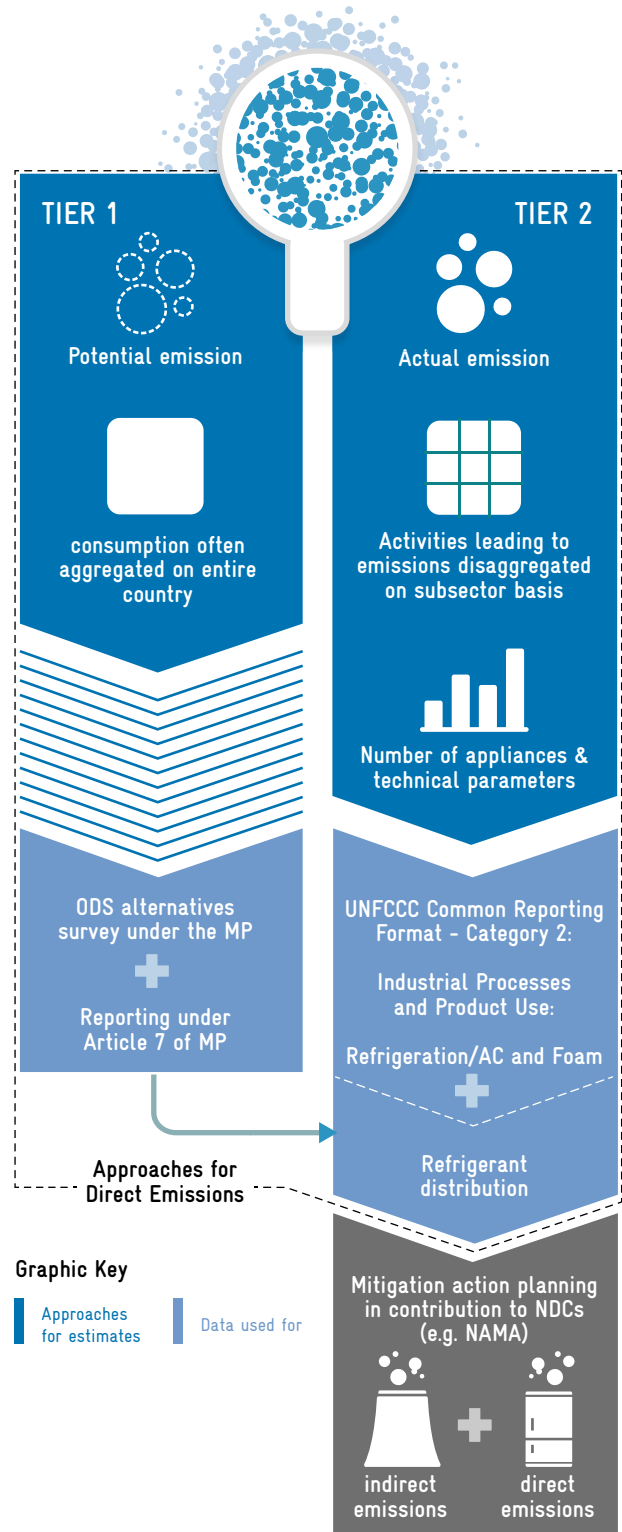 TIER 1
Potential emission
consumption often
aggregated on entire
country
ODS alternatives
survey under the MP
Reporting under
Article 7 of MP
TIER 2
Actual emission
Activities leading to
emissions disaggregated
on subsector basis
Number of appliances &
technical parameters
UNFCCC Common Reporting
Format - Category 2:
Industrial Processes
and Product Use:
Refrigeration/AC and Foam
Refrigerant
distribution
Approaches for
Direct Emissions
Mitigation action planning
in contribution to NDCs
(e.g. NAMA)
indirect
emissions
direct
emissions
Graphic Key
Approaches
for estimates
Data used for